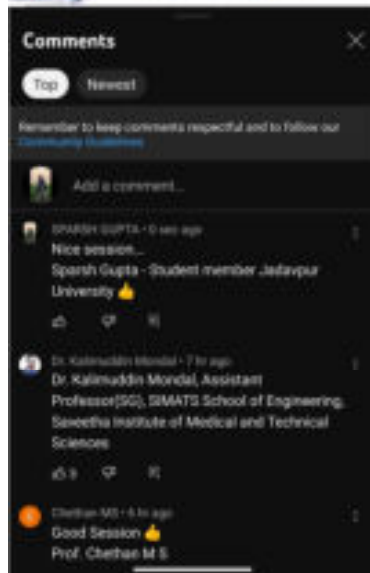 Comments
Top Newest
Remember to keep comments respectful and to follow our
Community Guidelines
Add a comment...
SPARSH GUPTA • 0 sec ago
Nice session...
Sparsh Gupta - Student member Jadavpur
University 👍
Dr. Kalimuddin Mondal • 7 hr ago
Dr. Kalimuddin Mondal, Assistant
Professor(SG), SIMATS School of Engineering,
Saveetha Institute of Medical and Technical
Sciences
3
Chethan MS • 6 hr ago
Good Session 👍
Prof. Chethan M S